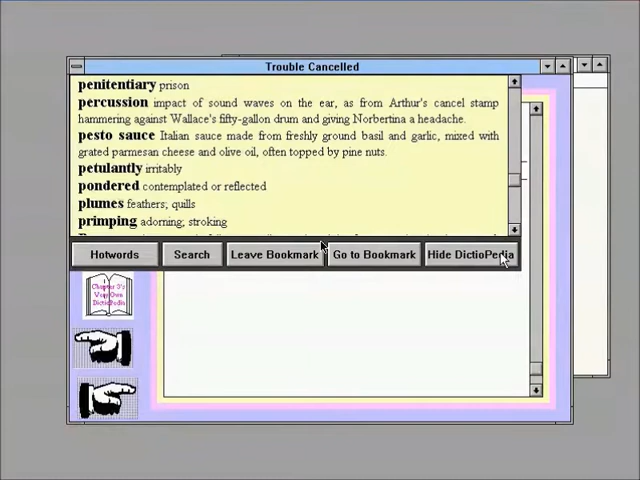 Trouble Cancelled
penitentiary prison
percussion impact of sound waves on the ear, as from Arthur's cancel stamp
hammering against Wallace's fifty-gallon drum and giving Norbertina a headache.
pesto sauce Italian sauce made from freshly ground basil and garlic, mixed with
grated parmesan cheese and olive oil, often topped by pine nuts.
petulantly irritably
pondered contemplated or reflected
plumes feathers; quills
primping adorning; stroking
Hotwords Search Leave Bookmark Go to Bookmark Hide DictioPedia
Chapter 3's
Very Own
DictioPedia